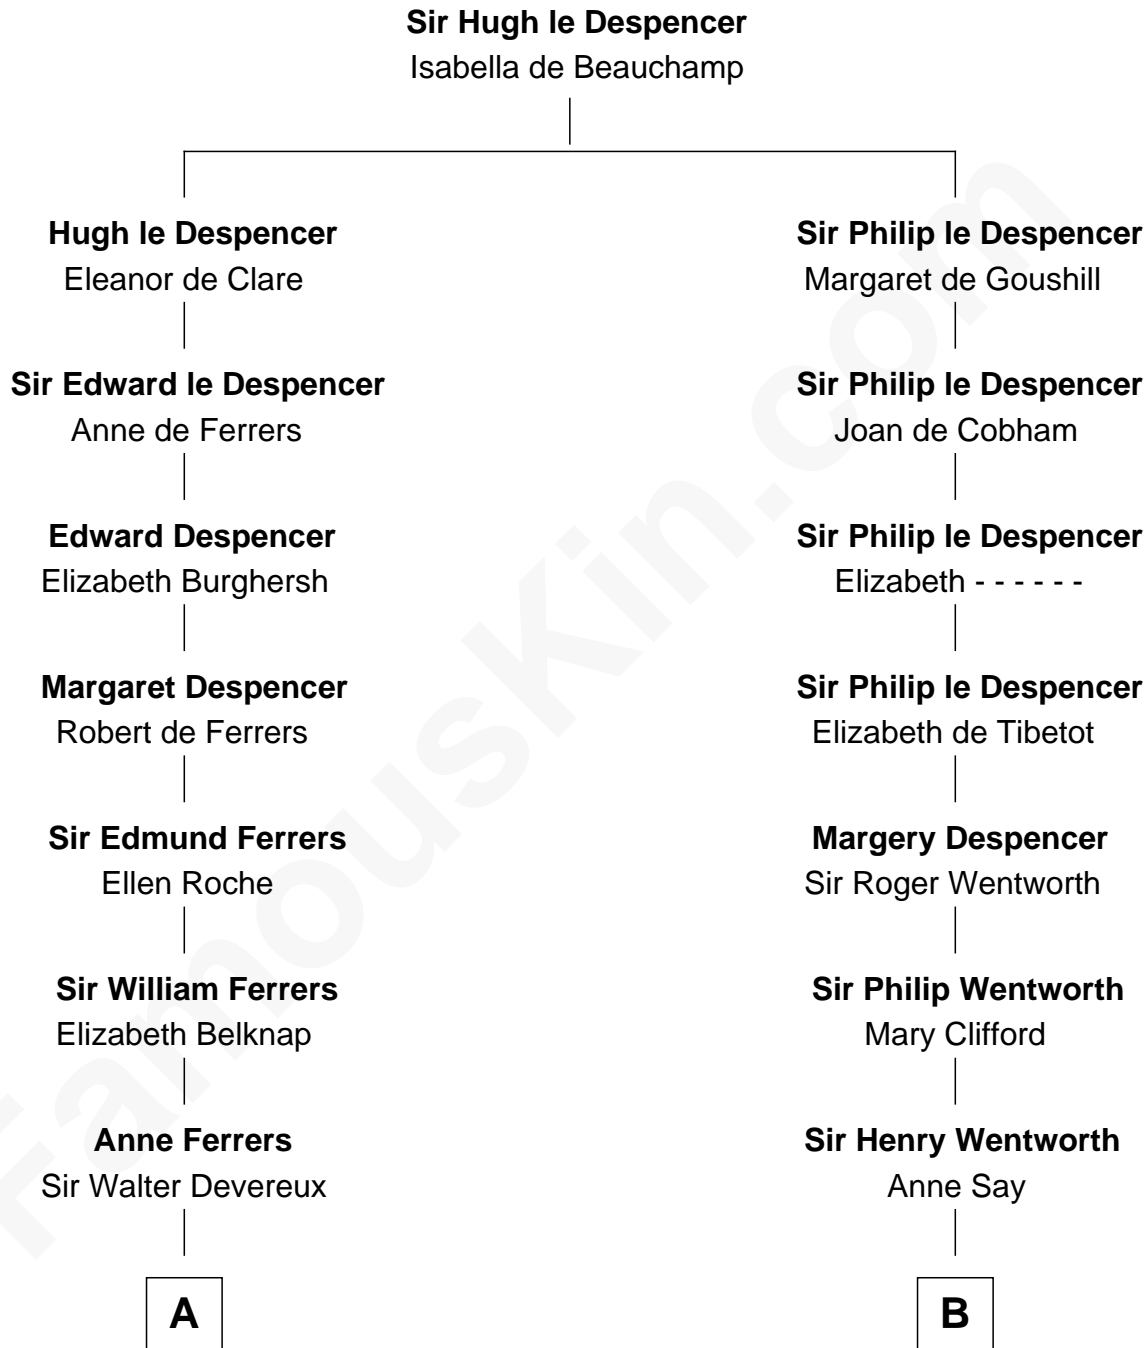 Sir Hugh le Despencer
Isabella de Beauchamp
Hugh le Despencer
Eleanor de Clare
Sir Philip le Despencer
Margaret de Goushill
Sir Edward le Despencer
Anne de Ferrers
Sir Philip le Despencer
Joan de Cobham
Edward Despencer
Elizabeth Burghersh
Sir Philip le Despencer
Elizabeth - - - - - -
Margaret Despencer
Robert de Ferrers
Sir Philip le Despencer
Elizabeth de Tibetot
Sir Edmund Ferrers
Ellen Roche
Margery Despencer
Sir Roger Wentworth
Sir William Ferrers
Elizabeth Belknap
Sir Philip Wentworth
Mary Clifford
Anne Ferrers
Sir Walter Devereux
Sir Henry Wentworth
Anne Say
A
B
FamousKin.com